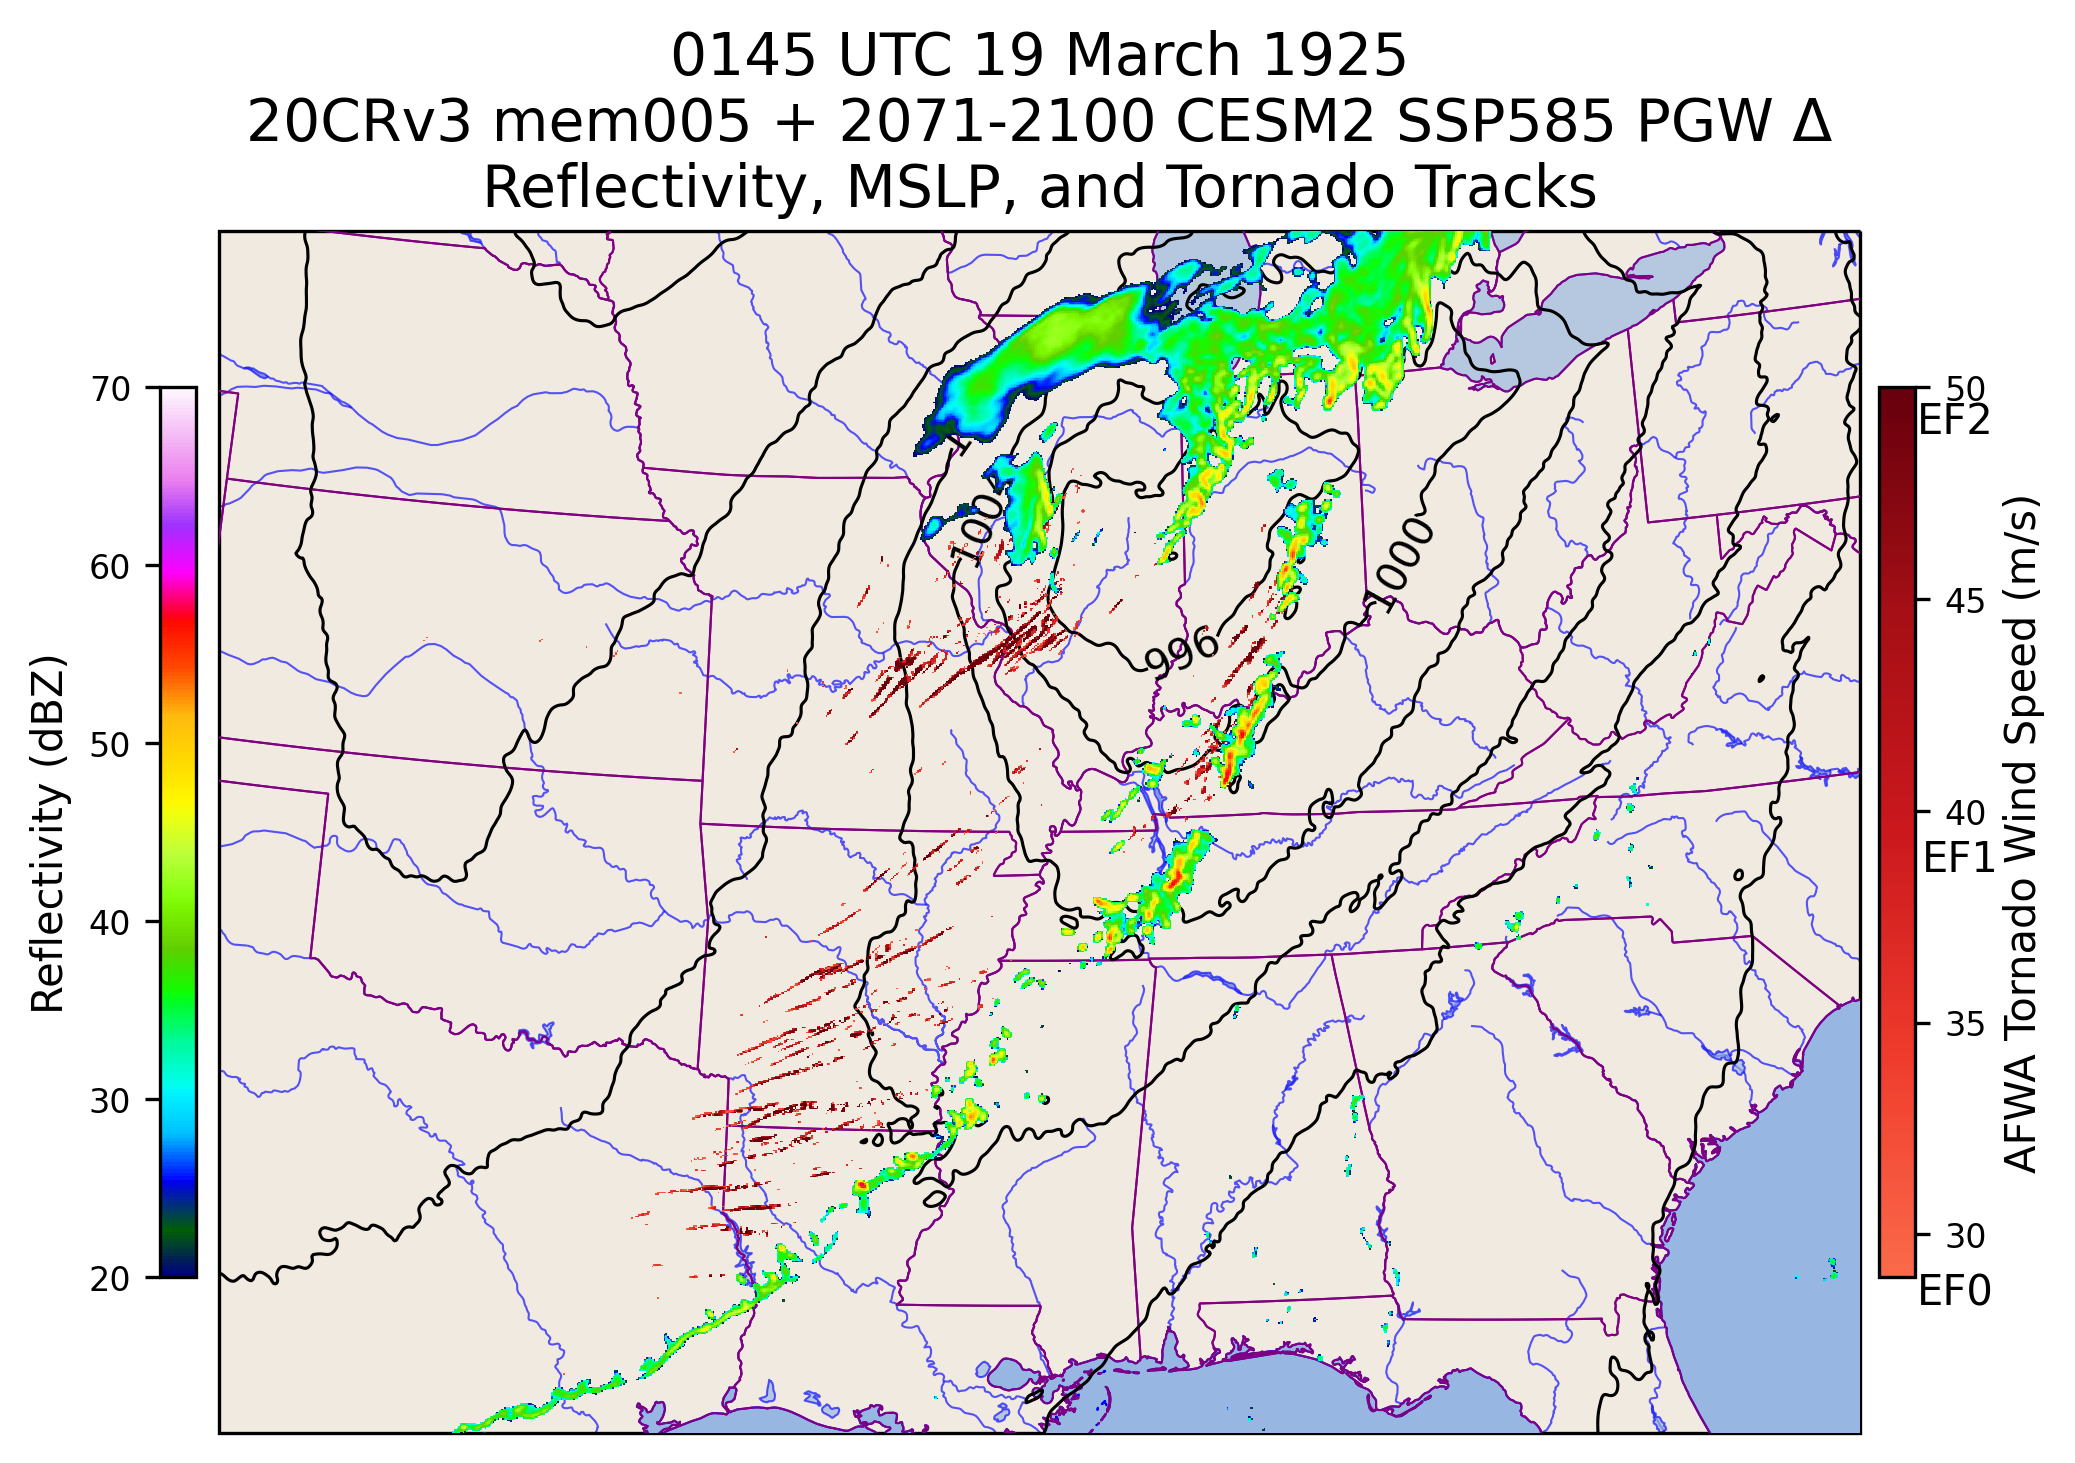 0145 UTC 19 March 1925
20CRv3 mem005 + 2071-2100 CESM2 SSP585 PGW Δ
Reflectivity, MSLP, and Tornado Tracks
70
60
50
40
30
20
Reflectivity (dBZ)
1
1000
1000
996
50
EF2
45
40
EF1
35
30
EF0
AFWA Tornado Wind Speed (m/s)